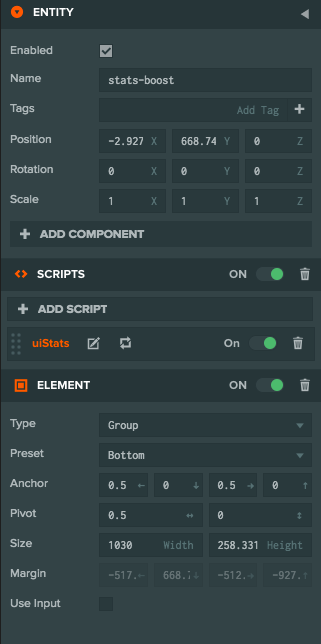 ENTITY
Enabled
Name stats-boost
Tags Add Tag +
Position -2.927 X 668.74 Y 0 Z
Rotation 0 X 0 Y 0 Z
Scale 1 X 1 Y 1 Z
+ ADD COMPONENT
<> SCRIPTS ON
+ ADD SCRIPT
uiStats On
ELEMENT ON
Type Group
Preset Bottom
Anchor 0.5 ← 0 ↓ 0.5 → 0 ↑
Pivot 0.5 ↔ 0 ↕
Size 1030 Width 258.331 Height
Margin -517. ← 668.7 ↓ -512. → -927. ↑
Use Input